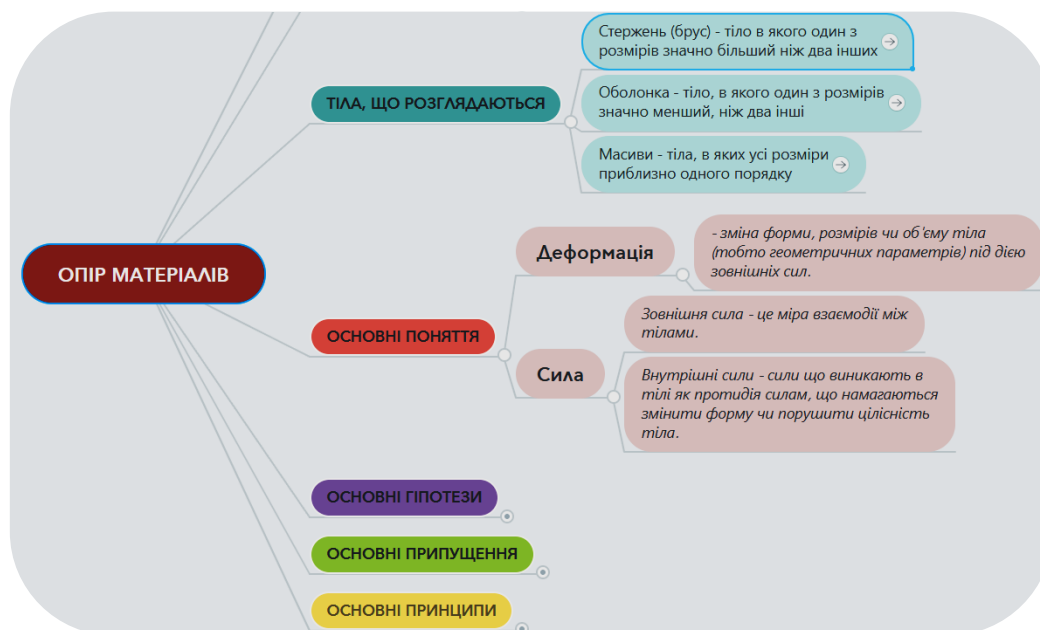 Стержень (брус) - тіло в якого один з
розмірів значно більший ніж два інших
ТІЛА, ЩО РОЗГЛЯДАЮТЬСЯ
Оболонка - тіло, в якого один з розмірів
значно менший, ніж два інші
Масиви - тіла, в яких усі розміри
приблизно одного порядку
ОПІР МАТЕРІАЛІВ
Деформація
- зміна форми, розмірів чи об'єму тіла
(тобто геометричних параметрів) під дією
зовнішніх сил.
ОСНОВНІ ПОНЯТТЯ
Зовнішня сила - це міра взаємодії між
тілами.
Сила
Внутрішні сили - сили що виникають в
тілі як протидія силам, що намагаються
змінити форму чи порушити цілісність
тіла.
ОСНОВНІ ГІПОТЕЗИ
ОСНОВНІ ПРИПУЩЕННЯ
ОСНОВНІ ПРИНЦИПИ